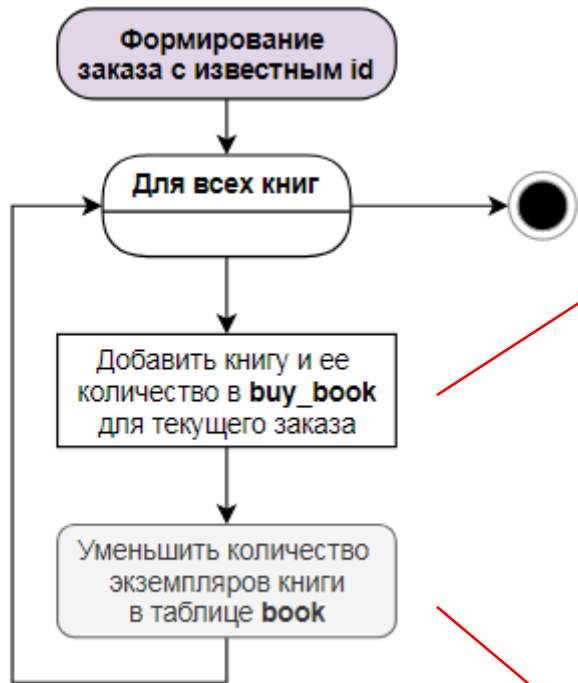 Формирование
заказа с известным id
Для всех книг
Добавить книгу и ее
количество в buy_book
для текущего заказа
Уменьшить количество
экземпляров книги
в таблице book